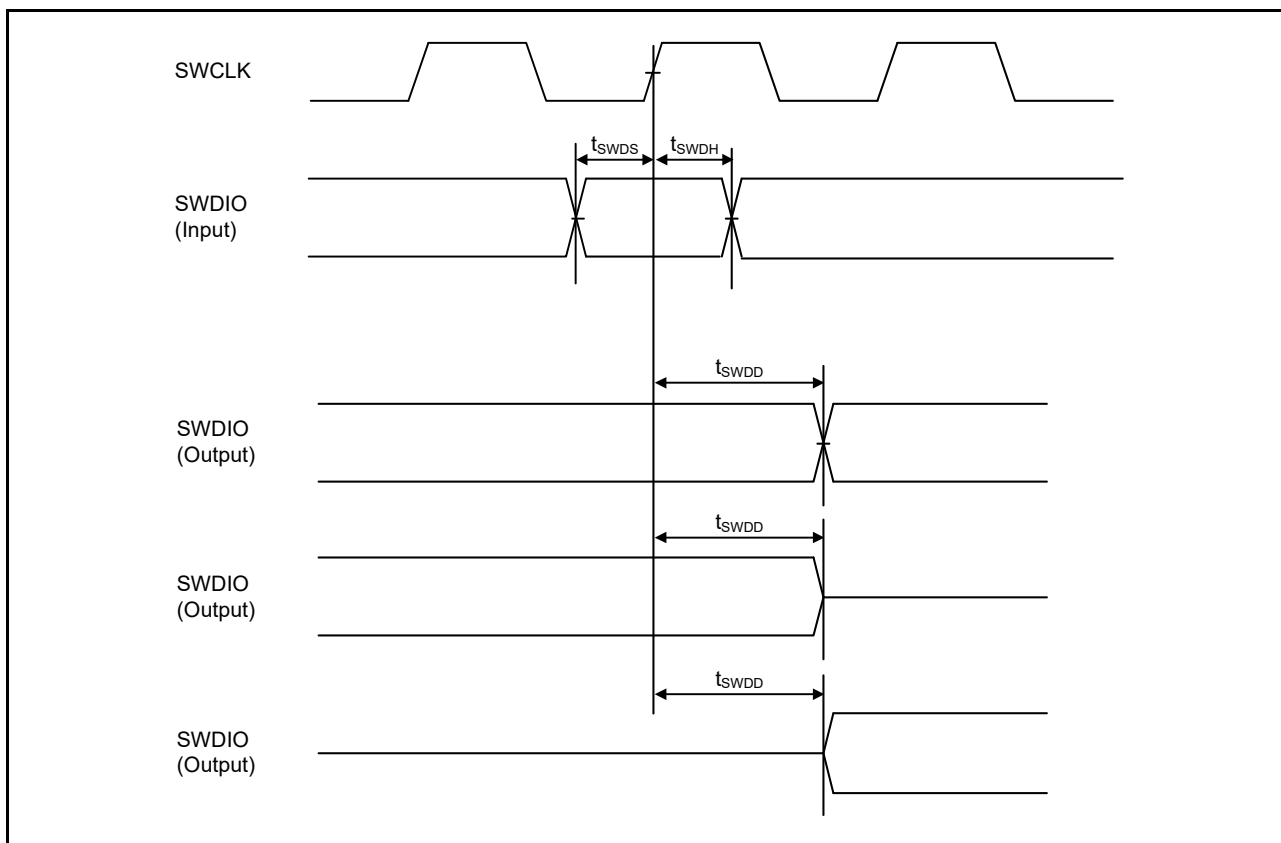 SWCLK
tSWDS
tSWDH
SWDIO
(Input)
tSWDD
SWDIO
(Output)
tSWDD
SWDIO
(Output)
tSWDD
SWDIO
(Output)